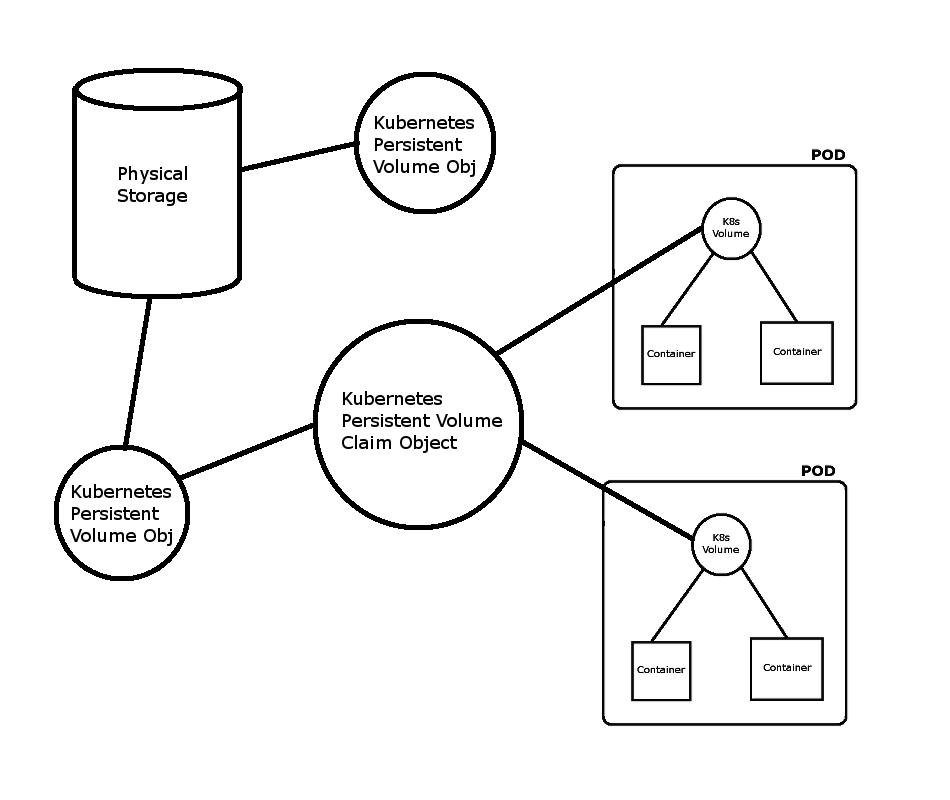 Physical
Storage
Kubernetes
Persistent
Volume Obj
POD
K8s
Volume
Container
Container
Kubernetes
Persistent Volume
Claim Object
Kubernetes
Persistent
Volume Obj
POD
K8s
Volume
Container
Container